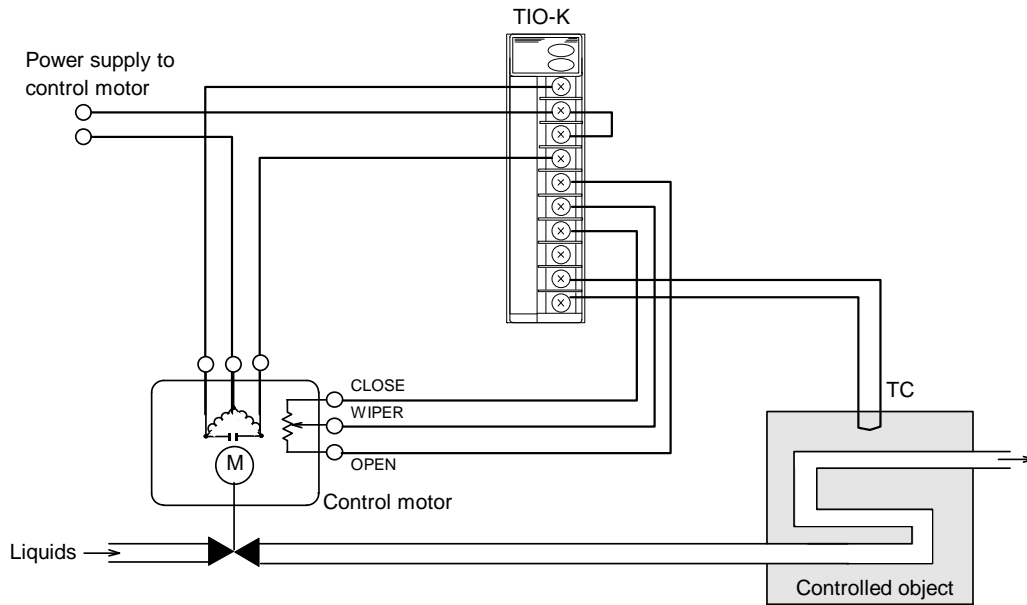 TIO-K
Power supply to
control motor
CLOSE
WIPER
OPEN
TC
M
Control motor
Liquids
Controlled object